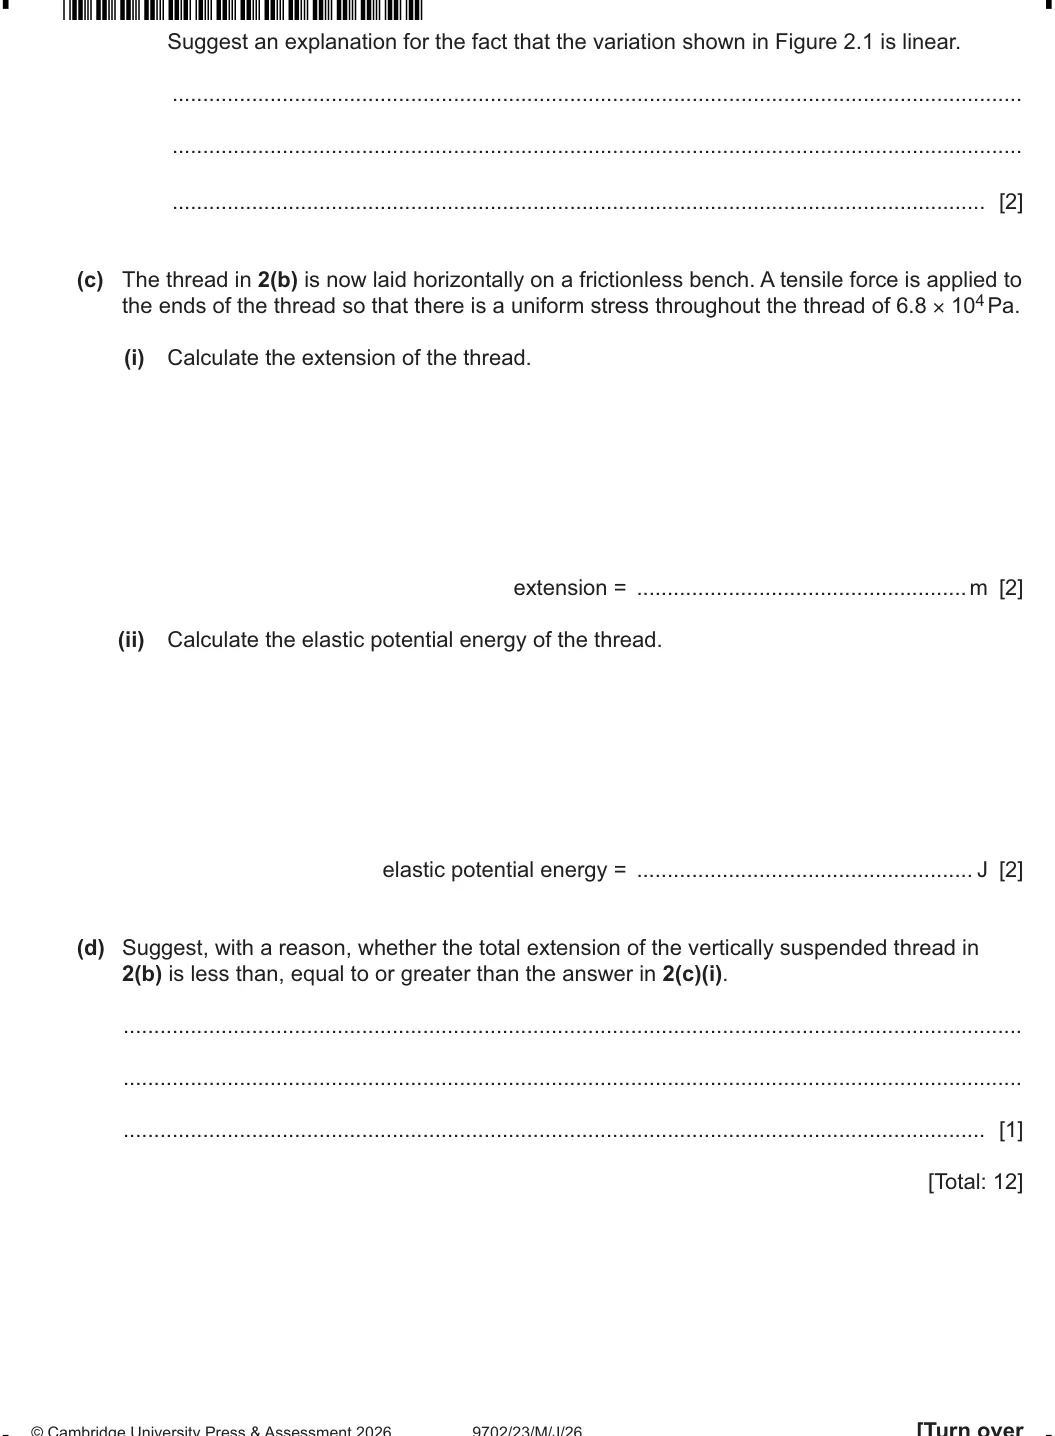 Suggest an explanation for the fact that the variation shown in Figure 2.1 is linear.
....................................................................................................................................
....................................................................................................................................
.............................................................................................................................. [2]
(c) The thread in 2(b) is now laid horizontally on a frictionless bench. A tensile force is applied to
the ends of the thread so that there is a uniform stress throughout the thread of 6.8 × 10⁴ Pa.
(i) Calculate the extension of the thread.
extension = ...................................................... m [2]
(ii) Calculate the elastic potential energy of the thread.
elastic potential energy = ....................................................... J [2]
(d) Suggest, with a reason, whether the total extension of the vertically suspended thread in
2(b) is less than, equal to or greater than the answer in 2(c)(i).
....................................................................................................................................
....................................................................................................................................
.............................................................................................................................. [1]
[Total: 12]
© Cambridge University Press & Assessment 2026 9702/23/M/J/26 [Turn over